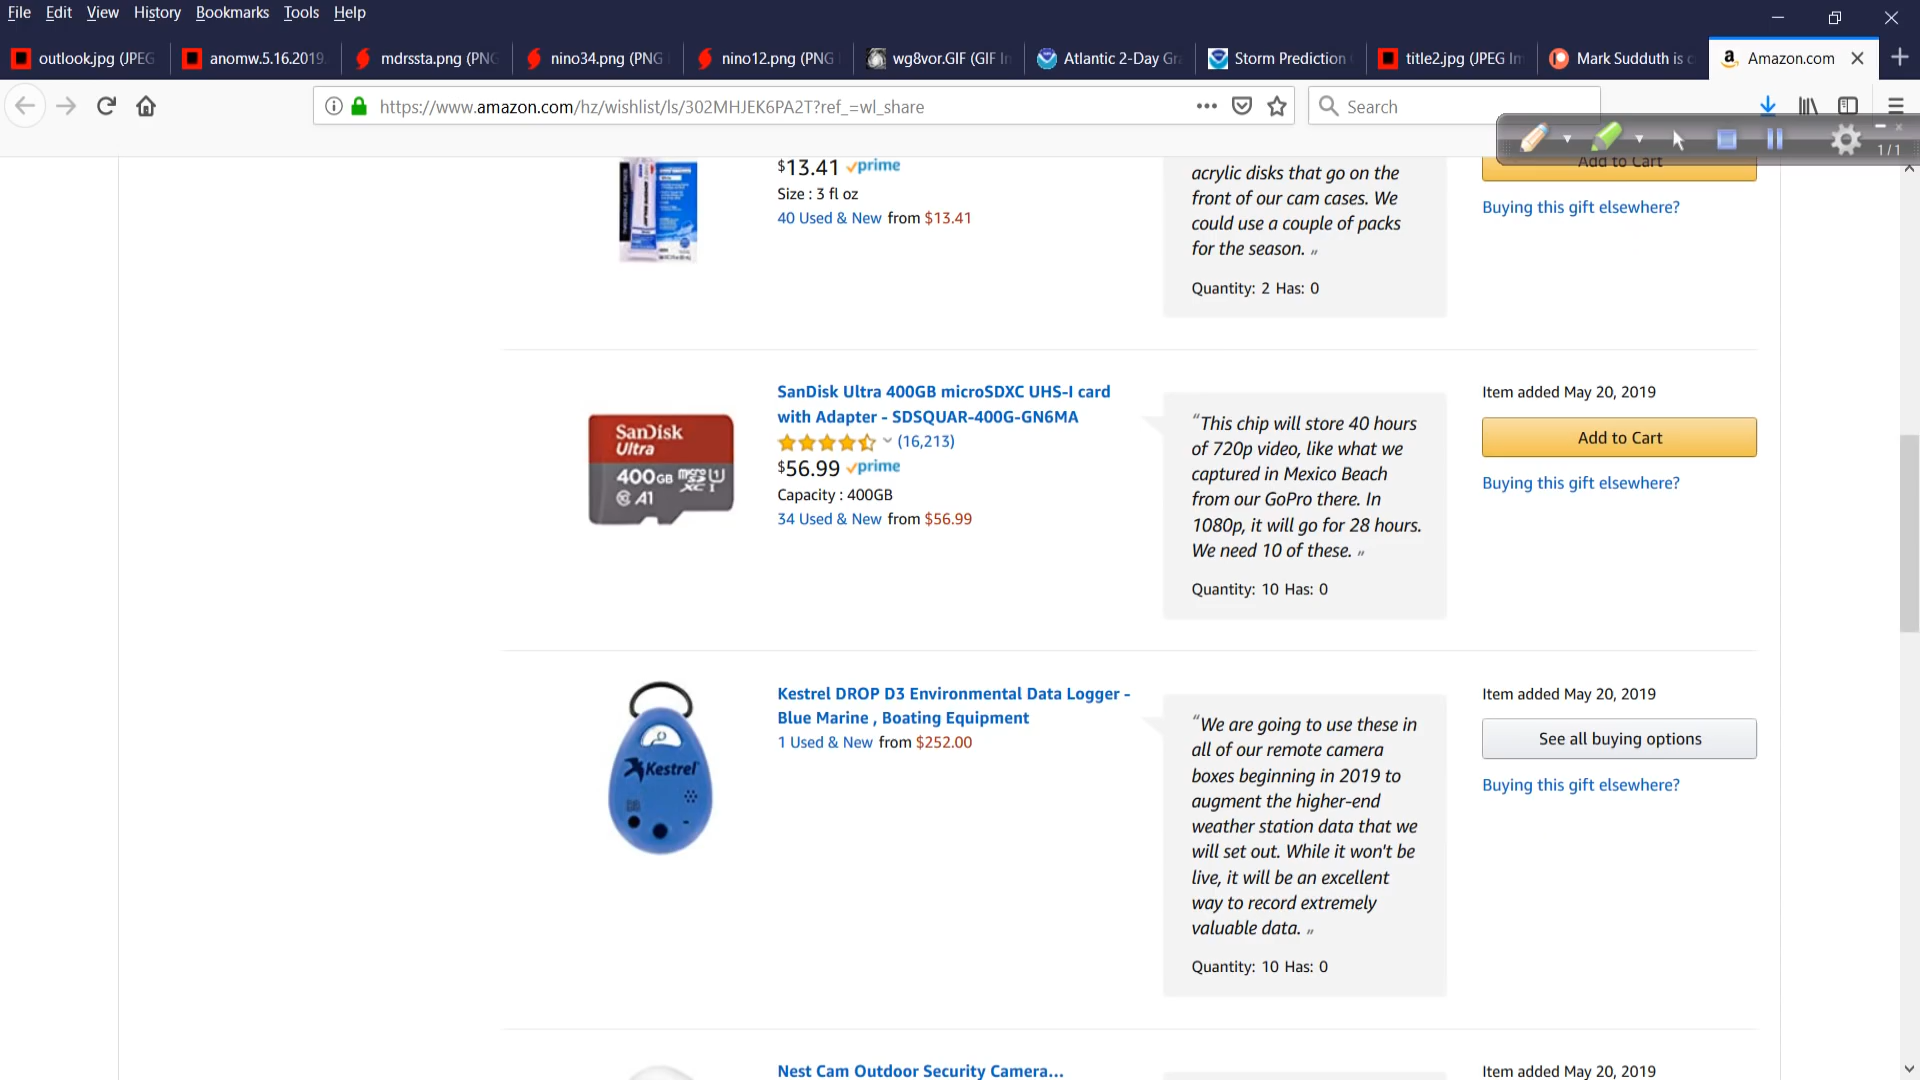 File Edit View History Bookmarks Tools Help
outlook.jpg (JPEG
anomw.5.16.2019.
mdrssta.png (PNG
nino34.png (PNG
nino12.png (PNG
wg8vor.GIF (GIF In
Atlantic 2-Day Gr
Storm Prediction
title2.jpg (JPEG Im
Mark Sudduth is c
Amazon.com
https://www.amazon.com/hz/wishlist/ls/302MHJEK6PA2T?ref_=wl_share
Search
1/1
$13.41 prime
Size : 3 fl oz
40 Used & New from $13.41
acrylic disks that go on the
front of our cam cases. We
could use a couple of packs
for the season. „
Quantity: 2 Has: 0
Add to Cart
Buying this gift elsewhere?
SanDisk
Ultra
400GB micro SD XC I U1
C10 A1
SanDisk Ultra 400GB microSDXC UHS-I card
with Adapter - SDSQUAR-400G-GN6MA
(16,213)
$56.99 prime
Capacity : 400GB
34 Used & New from $56.99
“This chip will store 40 hours
of 720p video, like what we
captured in Mexico Beach
from our GoPro there. In
1080p, it will go for 28 hours.
We need 10 of these. „
Quantity: 10 Has: 0
Item added May 20, 2019
Add to Cart
Buying this gift elsewhere?
Kestrel
Kestrel DROP D3 Environmental Data Logger -
Blue Marine , Boating Equipment
1 Used & New from $252.00
“We are going to use these in
all of our remote camera
boxes beginning in 2019 to
augment the higher-end
weather station data that we
will set out. While it won't be
live, it will be an excellent
way to record extremely
valuable data. „
Quantity: 10 Has: 0
Item added May 20, 2019
See all buying options
Buying this gift elsewhere?
Nest Cam Outdoor Security Camera...
Item added May 20, 2019